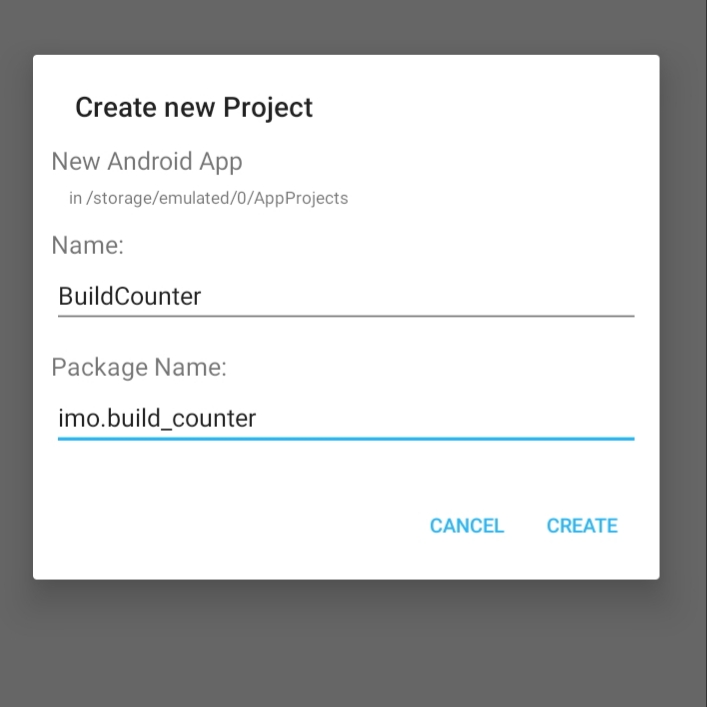 Create new Project
New Android App
in /storage/emulated/0/AppProjects
Name:
BuildCounter
Package Name:
imo.build_counter
CANCEL CREATE